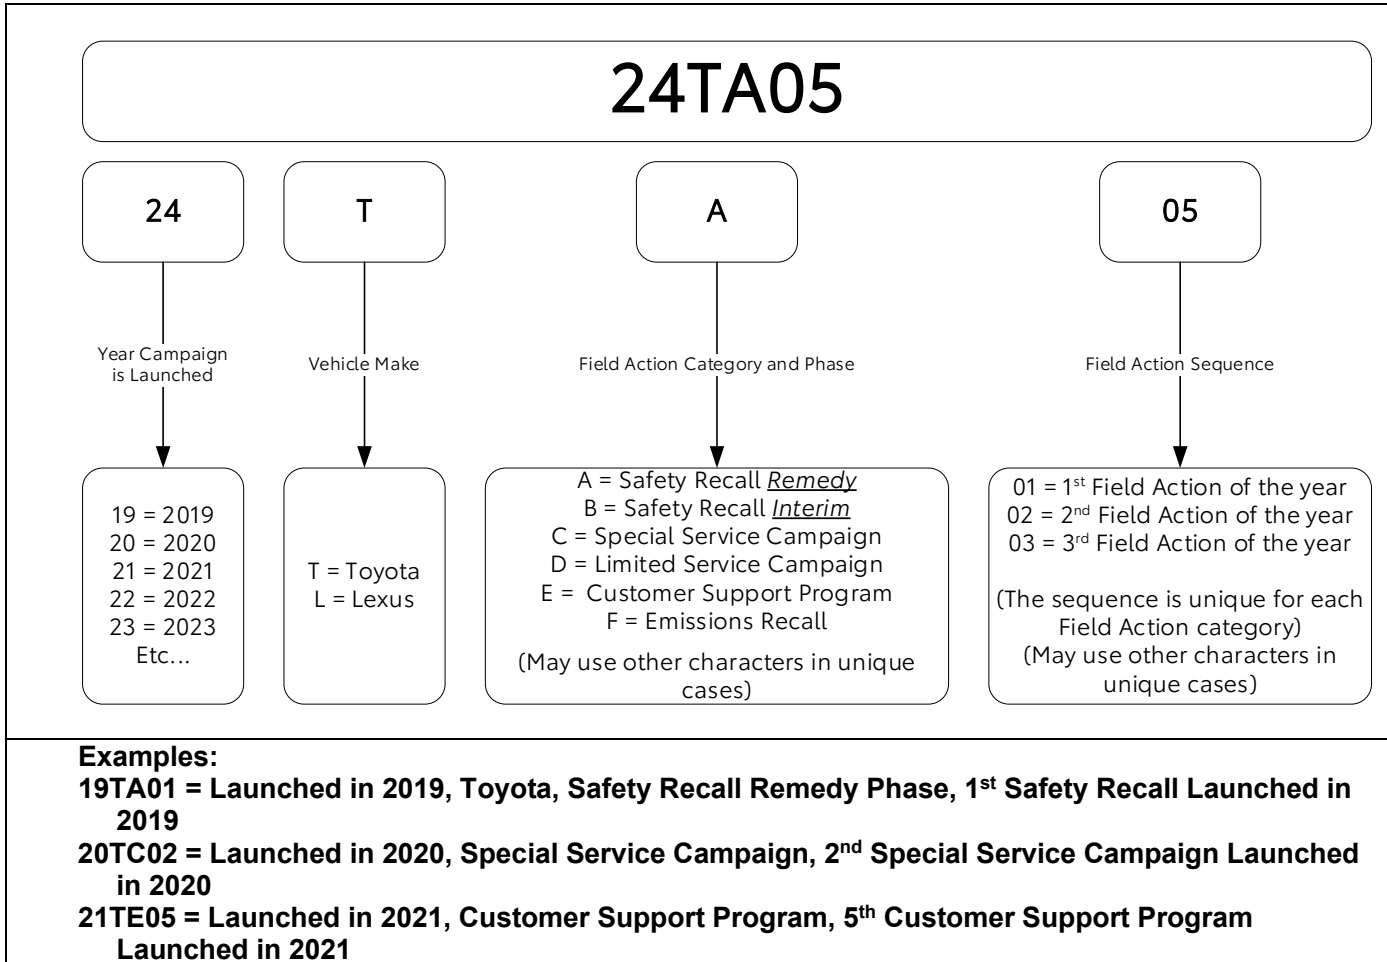 24TA05
24
T
A
05
Year Campaign
is Launched
Vehicle Make
Field Action Category and Phase
Field Action Sequence
19 = 2019
20 = 2020
21 = 2021
22 = 2022
23 = 2023
Etc...
T = Toyota
L = Lexus
A = Safety Recall Remedy
B = Safety Recall Interim
C = Special Service Campaign
D = Limited Service Campaign
E =  Customer Support Program
F = Emissions Recall
(May use other characters in unique
cases)
01 = 1st Field Action of the year
02 = 2nd Field Action of the year
03 = 3rd Field Action of the year
(The sequence is unique for each
Field Action category)
(May use other characters in
unique cases)
Examples:
19TA01 = Launched in 2019, Toyota, Safety Recall Remedy Phase, 1st Safety Recall Launched in
2019
20TC02 = Launched in 2020, Special Service Campaign, 2nd Special Service Campaign Launched
in 2020
21TE05 = Launched in 2021, Customer Support Program, 5th Customer Support Program
Launched in 2021